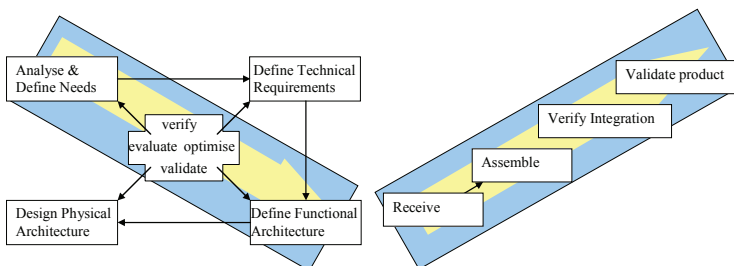 Analyse &
Define Needs
Define Technical
Requirements
verify
evaluate optimise
validate
Design Physical
Architecture
Define Functional
Architecture
Validate product
Verify Integration
Assemble
Receive